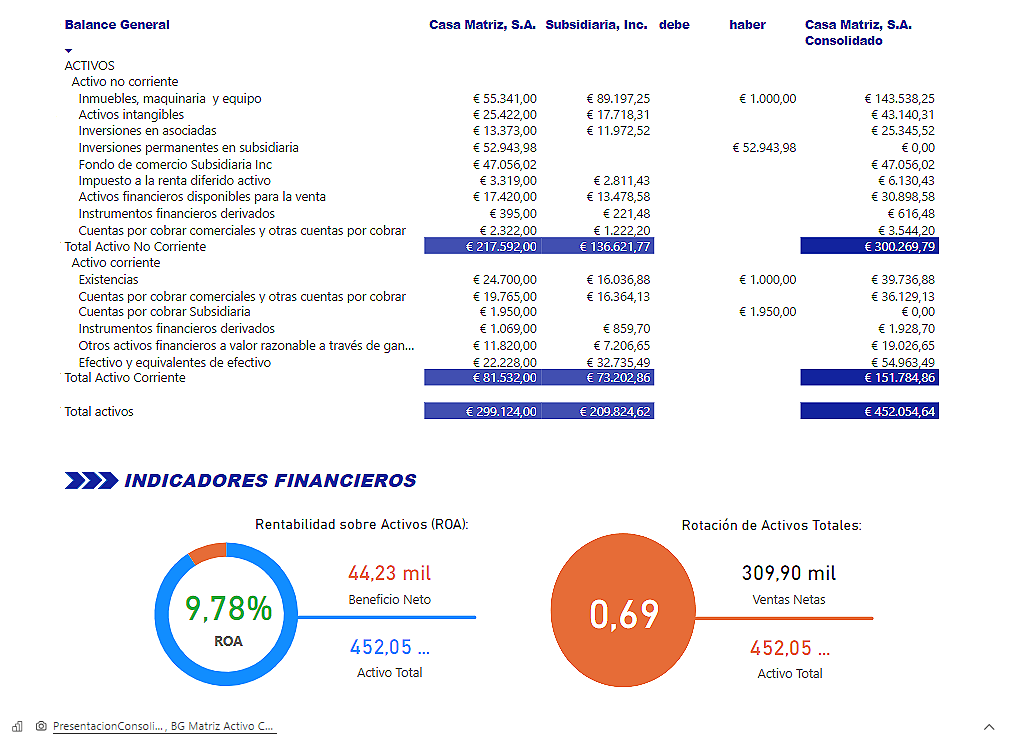 Balance General Casa Matriz, S.A. Subsidiaria, Inc. debe haber Casa Matriz, S.A.
Consolidado
ACTIVOS
Activo no corriente
Inmuebles, maquinaria y equipo € 55.341,00 € 89.197,25 € 1.000,00 € 143.538,25
Activos intangibles € 25.422,00 € 17.718,31 € 43.140,31
Inversiones en asociadas € 13.373,00 € 11.972,52 € 25.345,52
Inversiones permanentes en subsidiaria € 52.943,98 € 52.943,98 € 0,00
Fondo de comercio Subsidiaria Inc € 47.056,02 € 47.056,02
Impuesto a la renta diferido activo € 3.319,00 € 2.811,43 € 6.130,43
Activos financieros disponibles para la venta € 17.420,00 € 13.478,58 € 30.898,58
Instrumentos financieros derivados € 395,00 € 221,48 € 616,48
Cuentas por cobrar comerciales y otras cuentas por cobrar € 2.322,00 € 1.222,20 € 3.544,20
Total Activo No Corriente € 217.592,00 € 136.621,77 € 300.269,79
Activo corriente
Existencias € 24.700,00 € 16.036,88 € 1.000,00 € 39.736,88
Cuentas por cobrar comerciales y otras cuentas por cobrar € 19.765,00 € 16.364,13 € 36.129,13
Cuentas por cobrar Subsidiaria € 1.950,00 € 1.950,00 € 0,00
Instrumentos financieros derivados € 1.069,00 € 859,70 € 1.928,70
Otros activos financieros a valor razonable a través de gan... € 11.820,00 € 7.206,65 € 19.026,65
Efectivo y equivalentes de efectivo € 22.228,00 € 32.735,49 € 54.963,49
Total Activo Corriente € 81.532,00 € 73.202,86 € 151.784,86
Total activos € 299.124,00 € 209.824,62 € 452.054,64
INDICADORES FINANCIEROS
Rentabilidad sobre Activos (ROA):
9,78%
ROA
44,23 mil
Beneficio Neto
452,05 ...
Activo Total
Rotación de Activos Totales:
0,69
309,90 mil
Ventas Netas
452,05 ...
Activo Total
PresentacionConsoli... , BG Matriz Activo C...